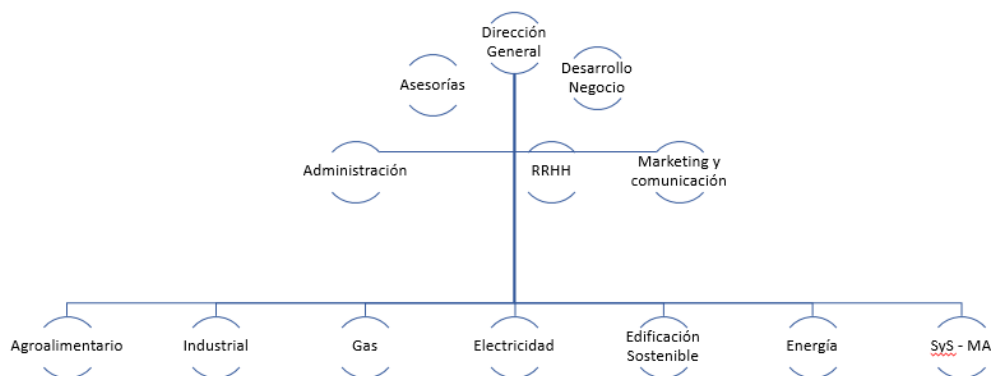 Dirección
General
Asesorías
Desarrollo
Negocio
Administración
RRHH
Marketing y
comunicación
Agroalimentario
Industrial
Gas
Electricidad
Edificación
Sostenible
Energía
SyS - MA